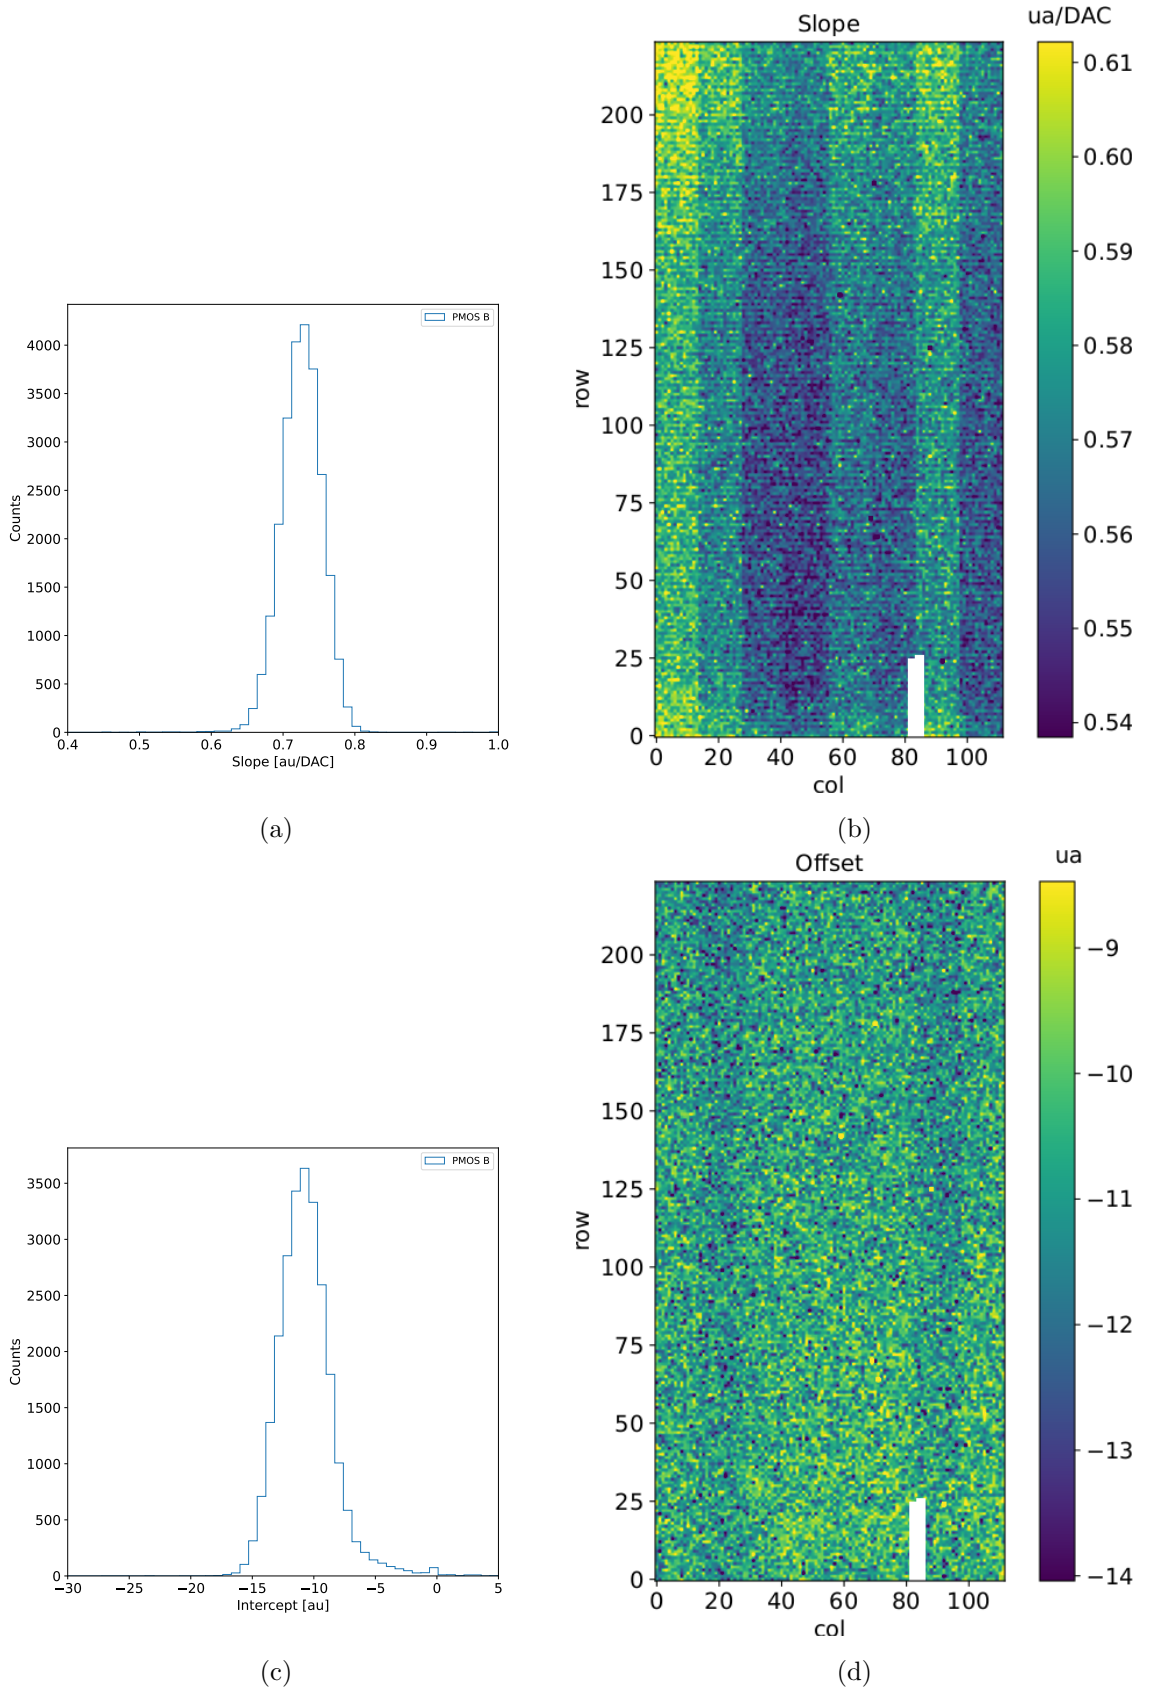 Slope
ua/DAC
0.61
0.60
0.59
0.58
0.57
0.56
0.55
0.54
200
175
150
125
100
75
50
25
0
row
0 20 40 60 80 100
col
PMOS B
4000
3500
3000
2500
2000
1500
1000
500
0
Counts
0.4 0.5 0.6 0.7 0.8 0.9 1.0
Slope [au/DAC]
(a)
(b)
Offset
ua
−9
−10
−11
−12
−13
−14
200
175
150
125
100
75
50
25
0
row
0 20 40 60 80 100
col
PMOS B
3500
3000
2500
2000
1500
1000
500
0
Counts
−30 −25 −20 −15 −10 −5 0 5
Intercept [au]
(c)
(d)